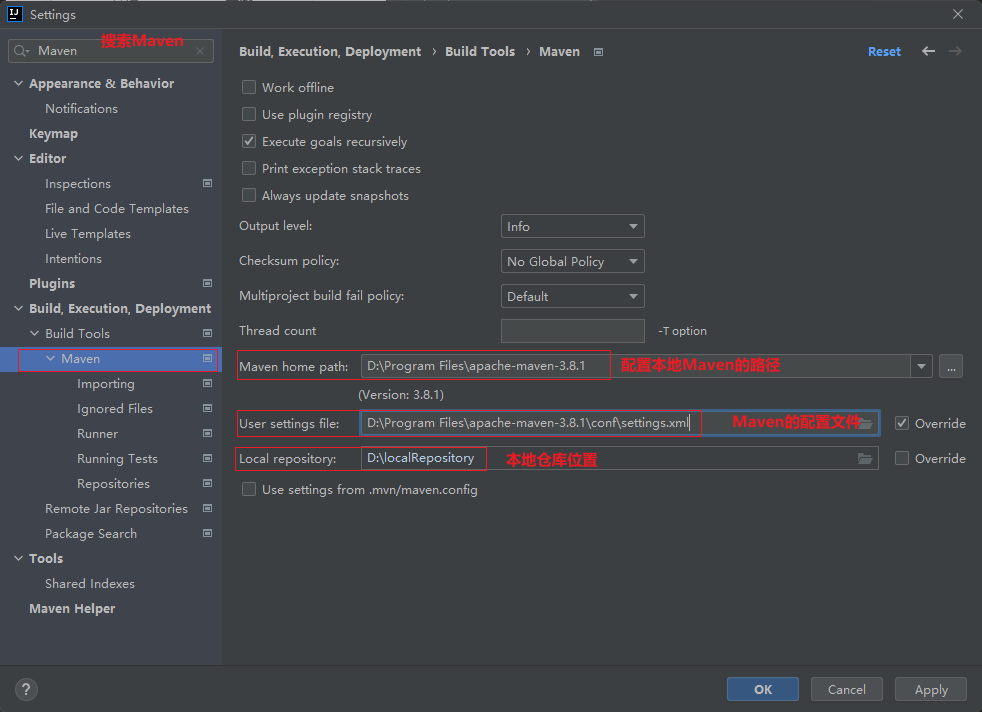 Settings
Maven 搜索Maven
Appearance & Behavior
Notifications
Keymap
Editor
Inspections
File and Code Templates
Live Templates
Intentions
Plugins
Build, Execution, Deployment
Build Tools
Maven
Importing
Ignored Files
Runner
Running Tests
Repositories
Remote Jar Repositories
Package Search
Tools
Shared Indexes
Maven Helper
Build, Execution, Deployment › Build Tools › Maven
Reset
Work offline
Use plugin registry
Execute goals recursively
Print exception stack traces
Always update snapshots
Output level: Info
Checksum policy: No Global Policy
Multiproject build fail policy: Default
Thread count -T option
Maven home path: D:\Program Files\apache-maven-3.8.1 配置本地Maven的路径 ...
(Version: 3.8.1)
User settings file: D:\Program Files\apache-maven-3.8.1\conf\settings.xml Maven的配置文件 Override
Local repository: D:\localRepository 本地仓库位置 Override
Use settings from .mvn/maven.config
? OK Cancel Apply